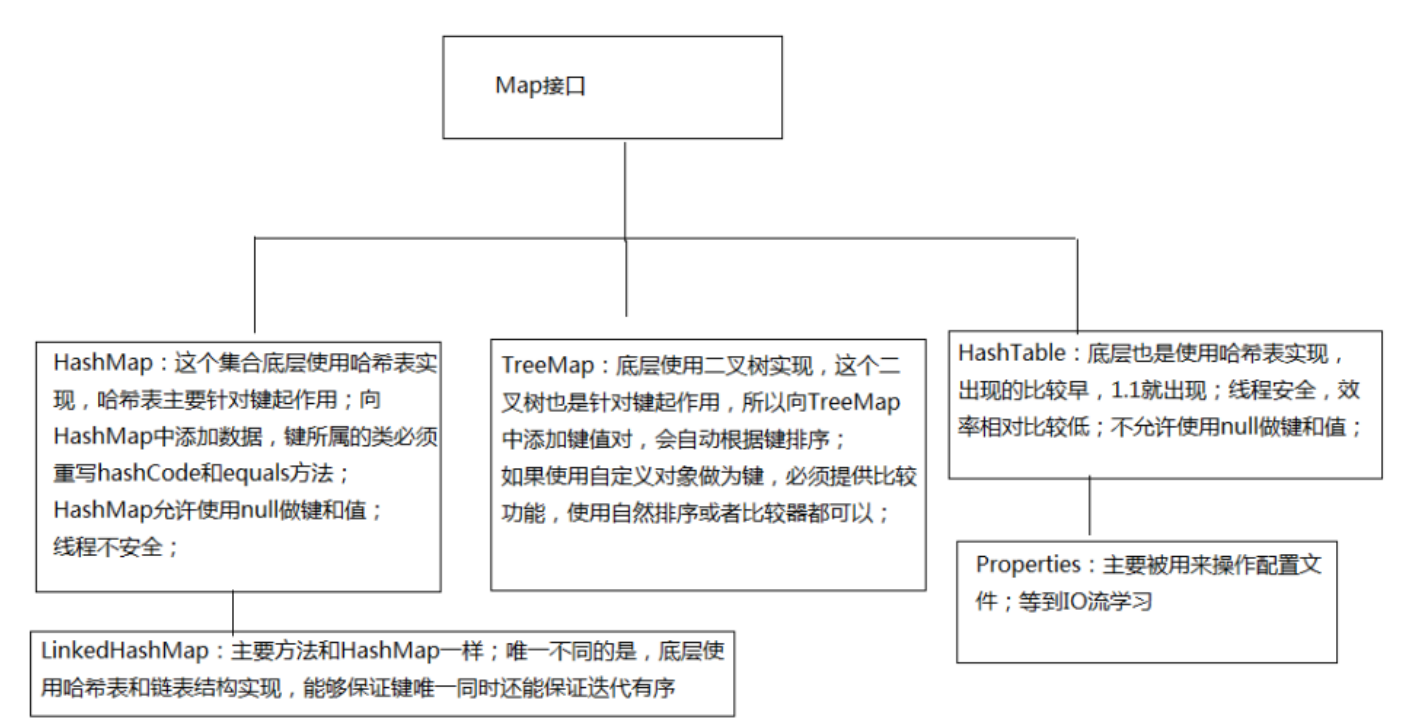 Map接口
HashMap：这个集合底层使用哈希表实
现，哈希表主要针对键起作用；向
HashMap中添加数据，键所属的类必须
重写hashCode和equals方法；
HashMap允许使用null做键和值；
线程不安全；
TreeMap：底层使用二叉树实现，这个二
叉树也是针对键起作用，所以向TreeMap
中添加键值对，会自动根据键排序；
如果使用自定义对象做为键，必须提供比较
功能，使用自然排序或者比较器都可以；
HashTable：底层也是使用哈希表实现，
出现的比较早，1.1就出现；线程安全，效
率相对比较低；不允许使用null做键和值；
Properties：主要被用来操作配置文
件；等到IO流学习
LinkedHashMap：主要方法和HashMap一样；唯一不同的是，底层使
用哈希表和链表结构实现，能够保证键唯一同时还能保证迭代有序